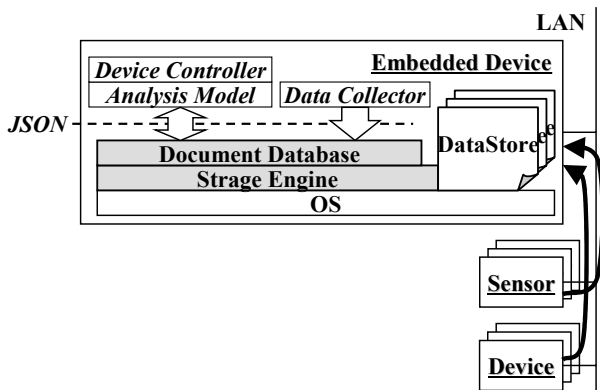 LAN
Embedded Device
Device Controller
Analysis Model
Data Collector
JSON
DataStore
e
e
Document Database
Strage Engine
OS
Sensor
Device